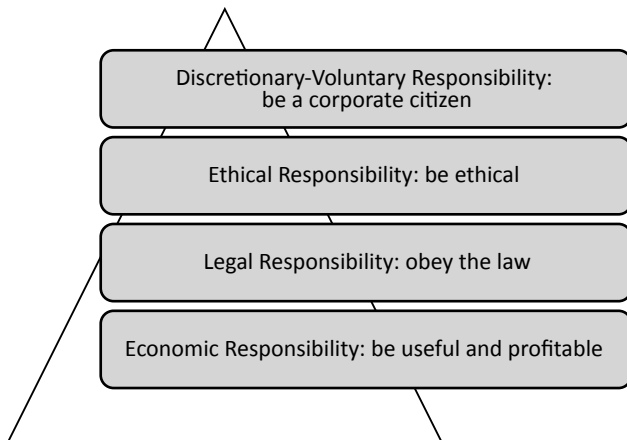 Discretionary-Voluntary Responsibility:
be a corporate citizen
Ethical Responsibility: be ethical
Legal Responsibility: obey the law
Economic Responsibility: be useful and profitable